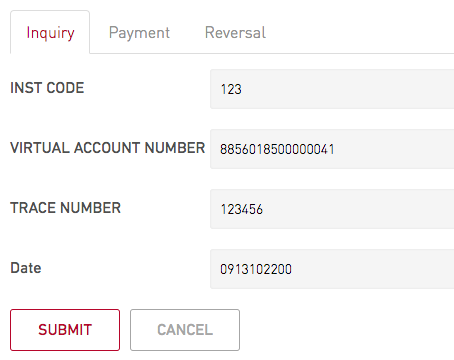 Inquiry Payment Reversal
INST CODE 123
VIRTUAL ACCOUNT NUMBER 8856018500000041
TRACE NUMBER 123456
Date 0913102200
SUBMIT CANCEL